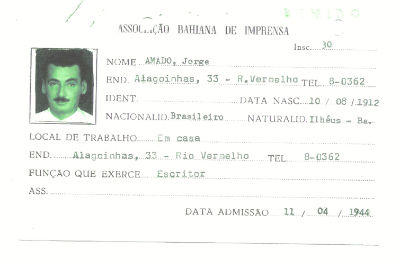 ASSOCIAÇÃO BAHIANA DE IMPRENSA
Insc. 30
NOME AMADO, Jorge
END. Alagoinhas, 33 - R.Vermelho TEL. 8-0362
IDENT. DATA NASC. 10 / 08 / 1912
NACIONALID. Brasileiro NATURALID. Ilhéus - Ba.
LOCAL DE TRABALHO Em casa
END. Alagoinhas, 33 - Rio Vermelho TEL 8-0362
FUNÇÃO QUE EXERCE Escritor
ASS.
DATA ADMISSÃO 11 / 04 / 1944